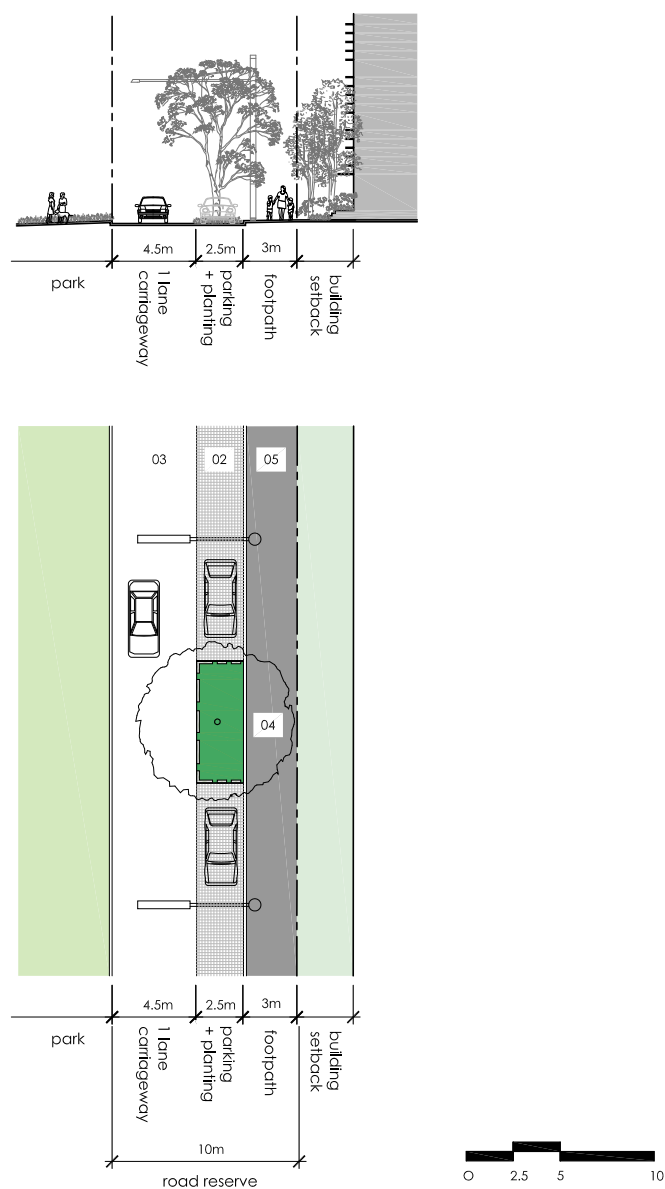 4.5m 2.5m 3m
park
1 lane
carriageway
parking
+ planting
footpath
building
setback
03 02 05
04
4.5m 2.5m 3m
park
1 lane
carriageway
parking
+ planting
footpath
building
setback
10m
road reserve
O 2.5 5 10